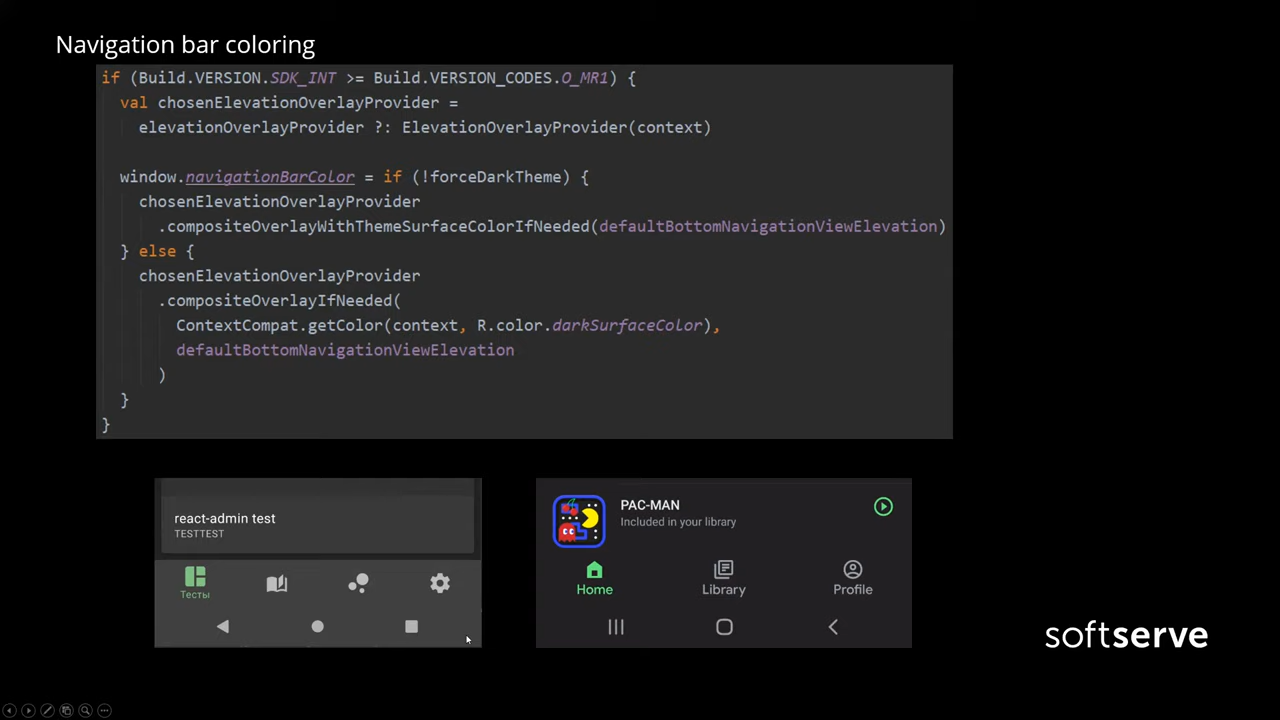 Navigation bar coloring
if (Build.VERSION.SDK_INT >= Build.VERSION_CODES.O_MR1) {
val chosenElevationOverlayProvider =
elevationOverlayProvider ?: ElevationOverlayProvider(context)
window.navigationBarColor = if (!forceDarkTheme) {
chosenElevationOverlayProvider
.compositeOverlayWithThemeSurfaceColorIfNeeded(defaultBottomNavigationViewElevation)
} else {
chosenElevationOverlayProvider
.compositeOverlayIfNeeded(
ContextCompat.getColor(context, R.color.darkSurfaceColor),
defaultBottomNavigationViewElevation
)
}
}
react-admin test
TESTTEST
Тесты
PAC-MAN
Included in your library
Home
Library
Profile
softserve